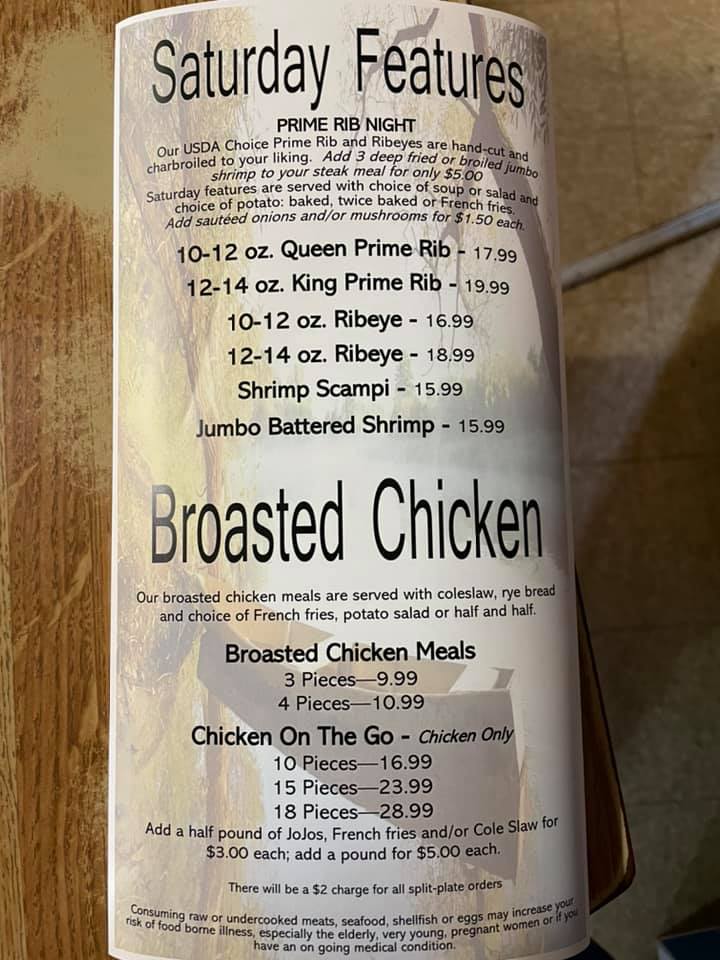 Saturday Features
PRIME RIB NIGHT
Our USDA Choice Prime Rib and Ribeyes are hand-cut and
charbroiled to your liking. Add 3 deep fried or broiled jumbo
shrimp to your steak meal for only $5.00
Saturday features are served with choice of soup or salad and
choice of potato: baked, twice baked or French fries.
Add sautéed onions and/or mushrooms for $1.50 each.
10-12 oz. Queen Prime Rib - 17.99
12-14 oz. King Prime Rib - 19.99
10-12 oz. Ribeye - 16.99
12-14 oz. Ribeye - 18.99
Shrimp Scampi - 15.99
Jumbo Battered Shrimp - 15.99
Broasted Chicken
Our broasted chicken meals are served with coleslaw, rye bread
and choice of French fries, potato salad or half and half.
Broasted Chicken Meals
3 Pieces—9.99
4 Pieces—10.99
Chicken On The Go - Chicken Only
10 Pieces—16.99
15 Pieces—23.99
18 Pieces—28.99
Add a half pound of JoJos, French fries and/or Cole Slaw for
$3.00 each; add a pound for $5.00 each.
There will be a $2 charge for all split-plate orders
Consuming raw or undercooked meats, seafood, shellfish or eggs may increase your
risk of food borne illness, especially the elderly, very young, pregnant women or if you
have an on going medical condition.